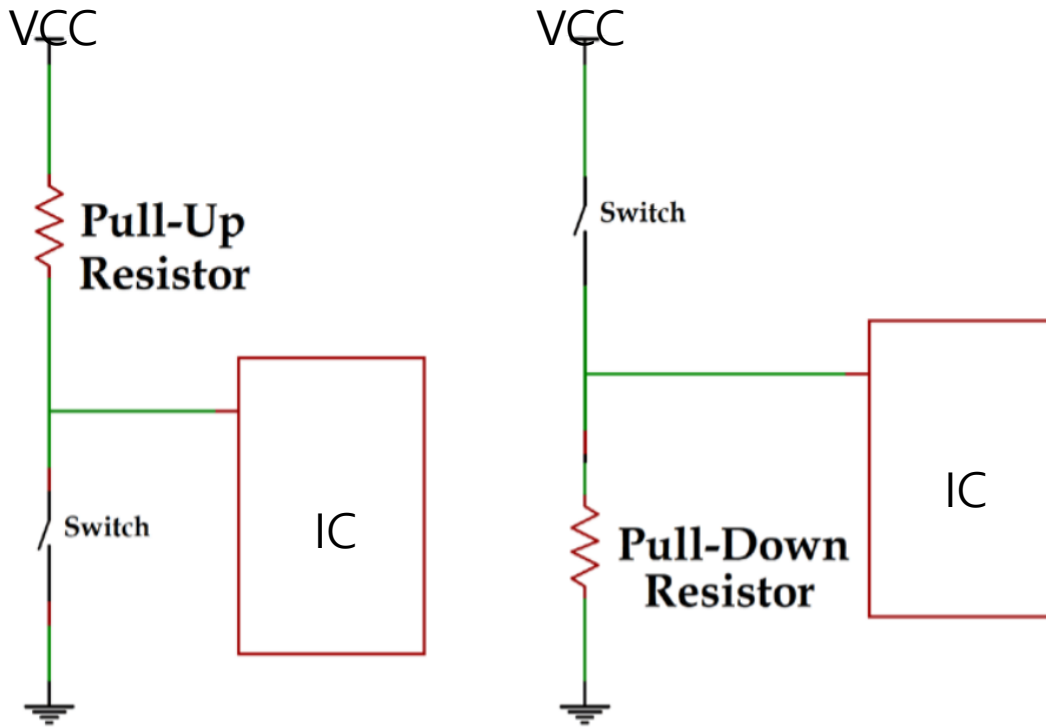 VCC
Pull-Up
Resistor
Switch
IC
VCC
Switch
IC
Pull-Down
Resistor